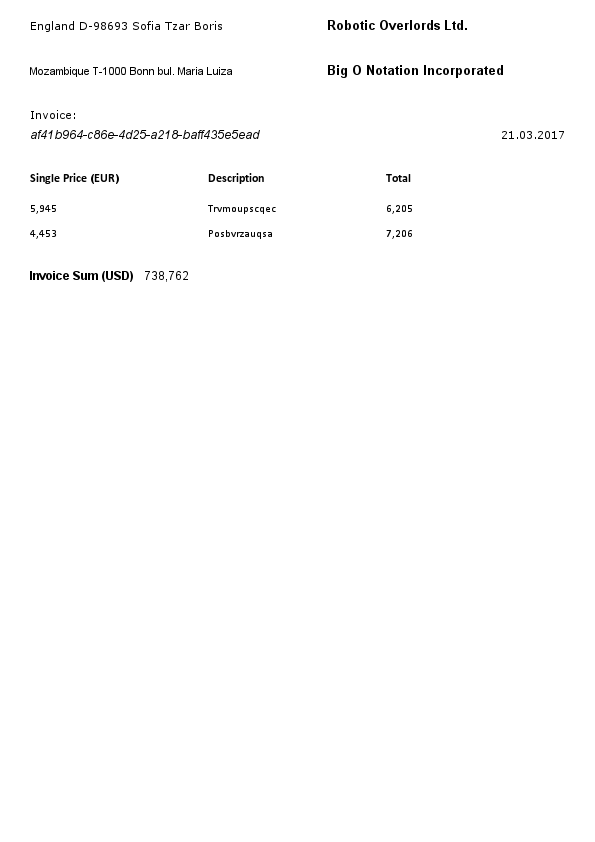 England D-98693 Sofia Tzar Boris Robotic Overlords Ltd.
Mozambique T-1000 Bonn bul. Maria Luiza Big O Notation Incorporated
Invoice:
af41b964-c86e-4d25-a218-baff435e5ead 21.03.2017
Single Price (EUR) Description Total
5,945 Trvmoupscqec 6,205
4,453 Posbvrzauqsa 7,206
Invoice Sum (USD) 738,762